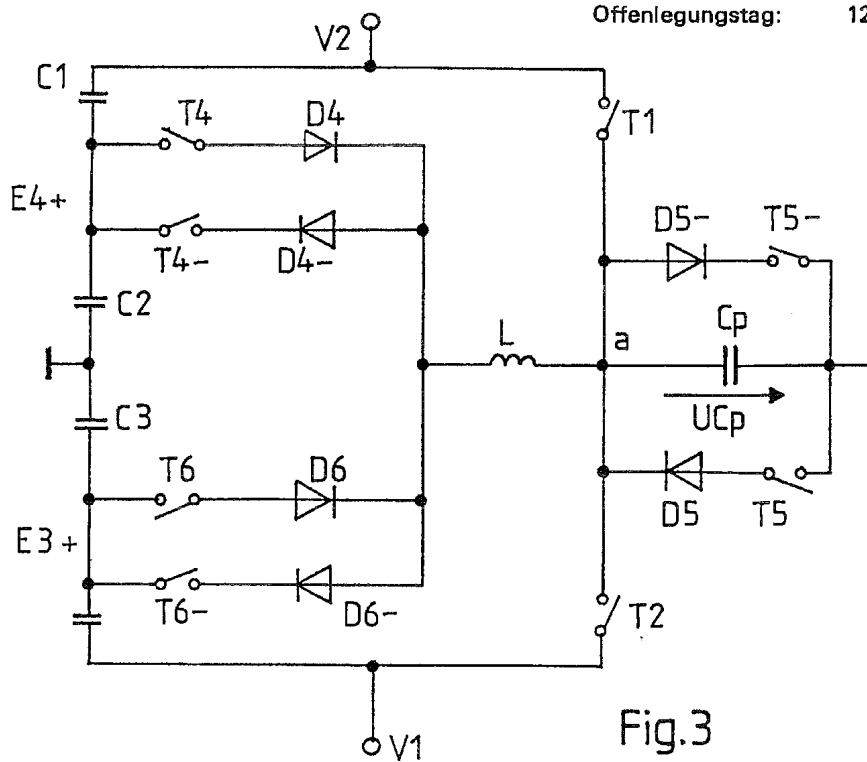 Offenlegungstag: 12
V2
C1
T4 D4
T1
E4+
D5- T5-
T4- D4-
C2
Cp
L a
UCp
C3
T6 D6
D5 T5
E3+
T6- D6-
T2
Fig.3
V1